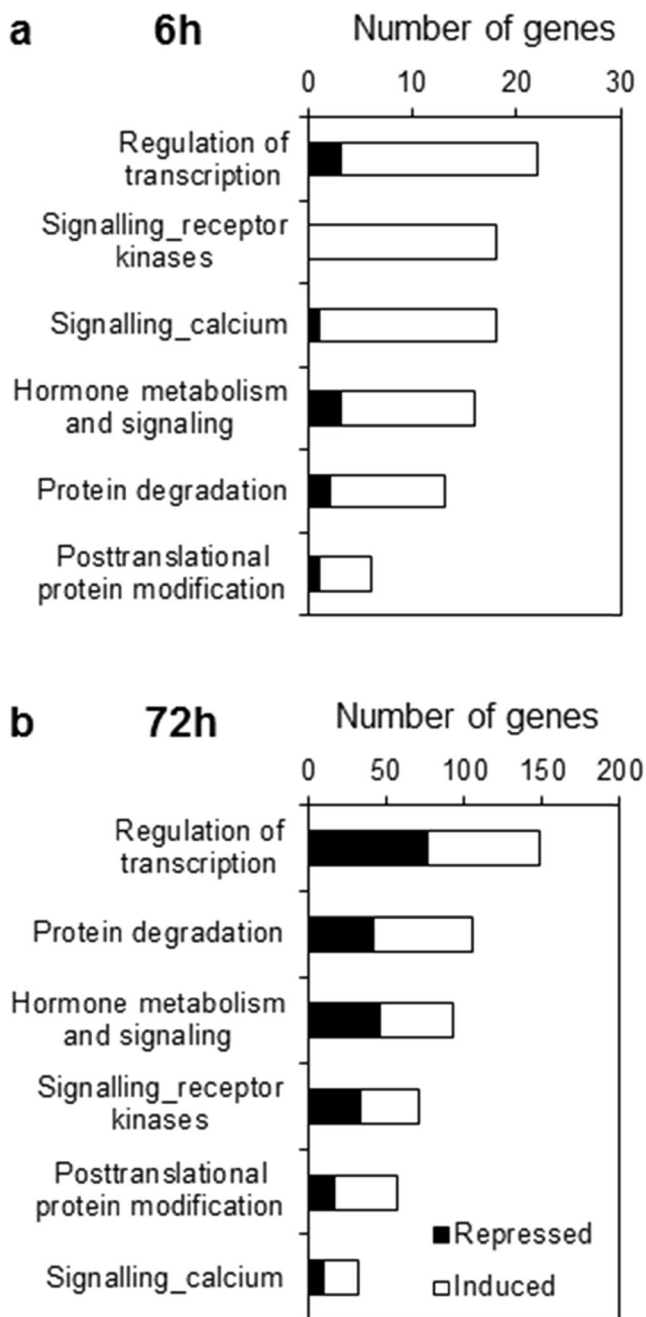 a 6h Number of genes
0 10 20 30
Regulation of
transcription
Signalling_receptor
kinases
Signalling_calcium
Hormone metabolism
and signaling
Protein degradation
Posttranslational
protein modification
b 72h Number of genes
0 50 100 150 200
Regulation of
transcription
Protein degradation
Hormone metabolism
and signaling
Signalling_receptor
kinases
Posttranslational
protein modification
Signalling_calcium
Repressed
Induced